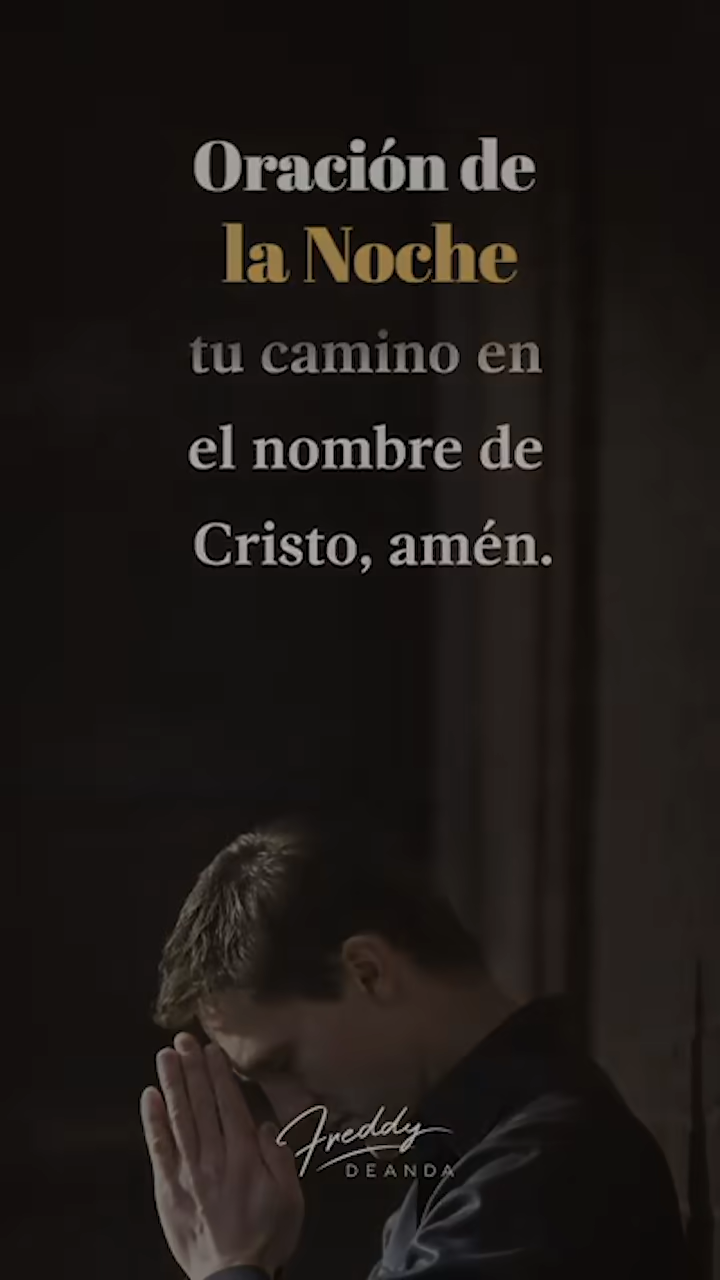 Oración de
la Noche
tu camino en
el nombre de
Cristo, amén.
Freddy
DEANDA